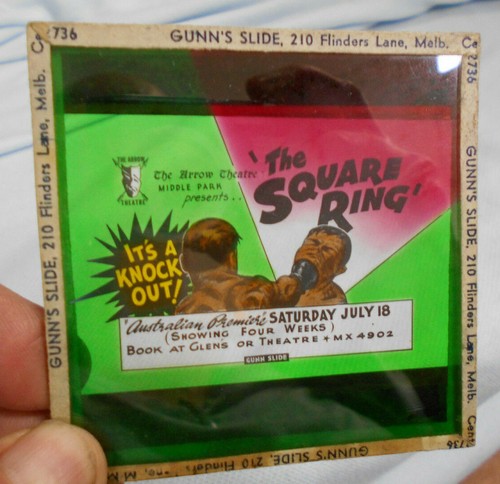 736 GUNN'S SLIDE, 210 Flinders Lane, Melb. Ce
THE ARROW
THEATRE
The Arrow Theatre
MIDDLE PARK
presents..
'The
SQUARE
RING'
IT'S A
KNOCK
OUT!
"Australian Premiere" SATURDAY JULY 18
(SHOWING FOUR WEEKS)
BOOK AT GLENS OR THEATRE + MX 4902
GUNN SLIDE
GUNN'S SLIDE, 210 Flinders Lane, Melb. Ce
GUNN'S SLIDE, 210 Flinders Lane, Melb. Cent
2736
736
GUNN'S SLIDE, 210 Flinders